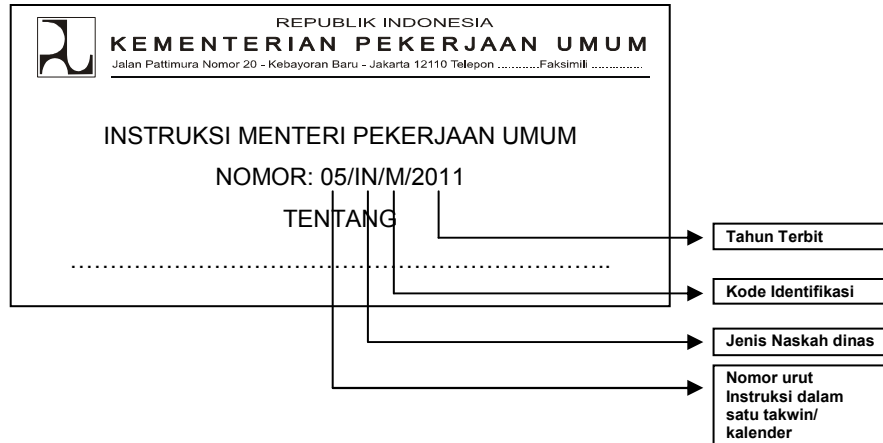 REPUBLIK INDONESIA
KEMENTERIAN PEKERJAAN UMUM
Jalan Pattimura Nomor 20 - Kebayoran Baru - Jakarta 12110 Telepon ............Faksimili ...............
INSTRUKSI MENTERI PEKERJAAN UMUM
NOMOR: 05/IN/M/2011
TENTANG
……………………………………………………………..
Tahun Terbit
Kode Identifikasi
Jenis Naskah dinas
Nomor urut
Instruksi dalam
satu takwin/
kalender